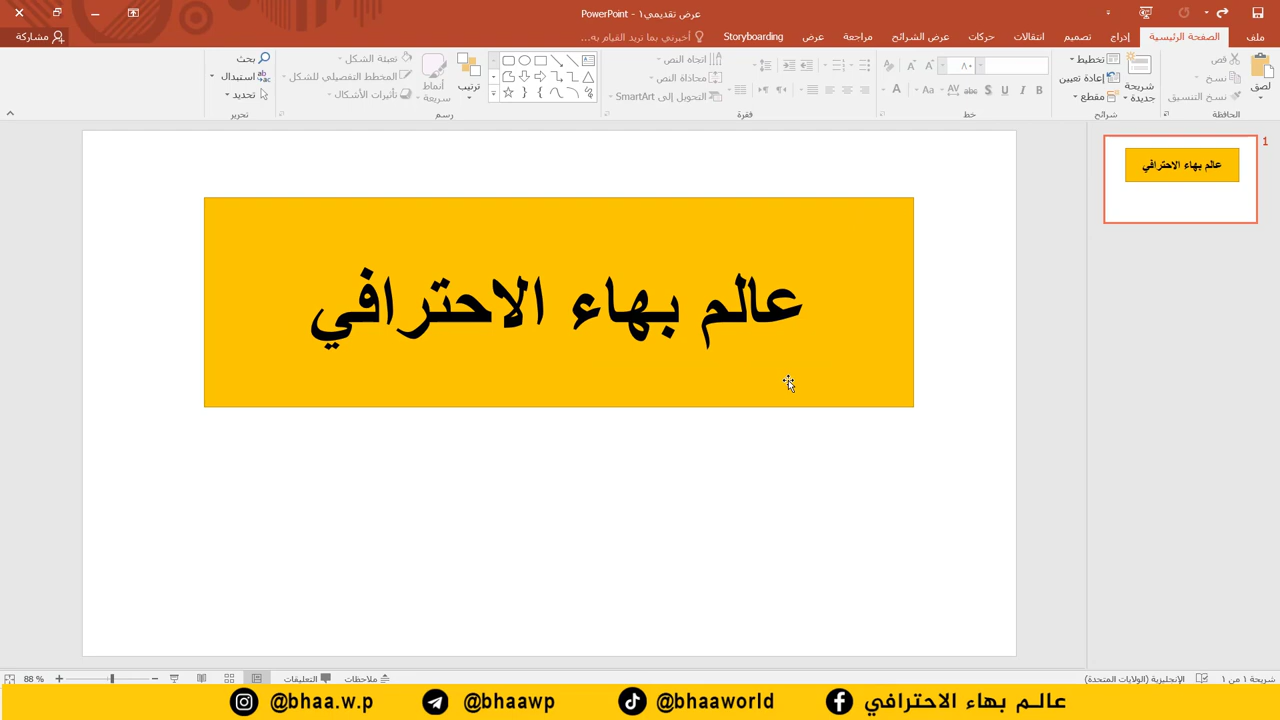 عرض تقديمي١ - PowerPoint
ملف
الصفحة الرئيسية
إدراج
تصميم
انتقالات
حركات
عرض الشرائح
مراجعة
عرض
Storyboarding
أخبرني بما تريد القيام به...
مشاركة
لصق
قص
نسخ
نسخ التنسيق
الحافظة
شريحة جديدة
تخطيط
إعادة تعيين
مقطع
شرائح
خط
اتجاه النص
محاذاة النص
التحويل إلى SmartArt
فقرة
ترتيب
أنماط سريعة
تعبئة الشكل
المخطط التفصيلي للشكل
تأثيرات الأشكال
رسم
بحث
استبدال
تحديد
تحرير
1
عالم بهاء الاحترافي
عالم بهاء الاحترافي
شريحة ١ من ١
الإنجليزية (الولايات المتحدة)
ملاحظات
التعليقات
88 %
@bhaa.w.p
@bhaawp
@bhaaworld
عالم بهاء الاحترافي